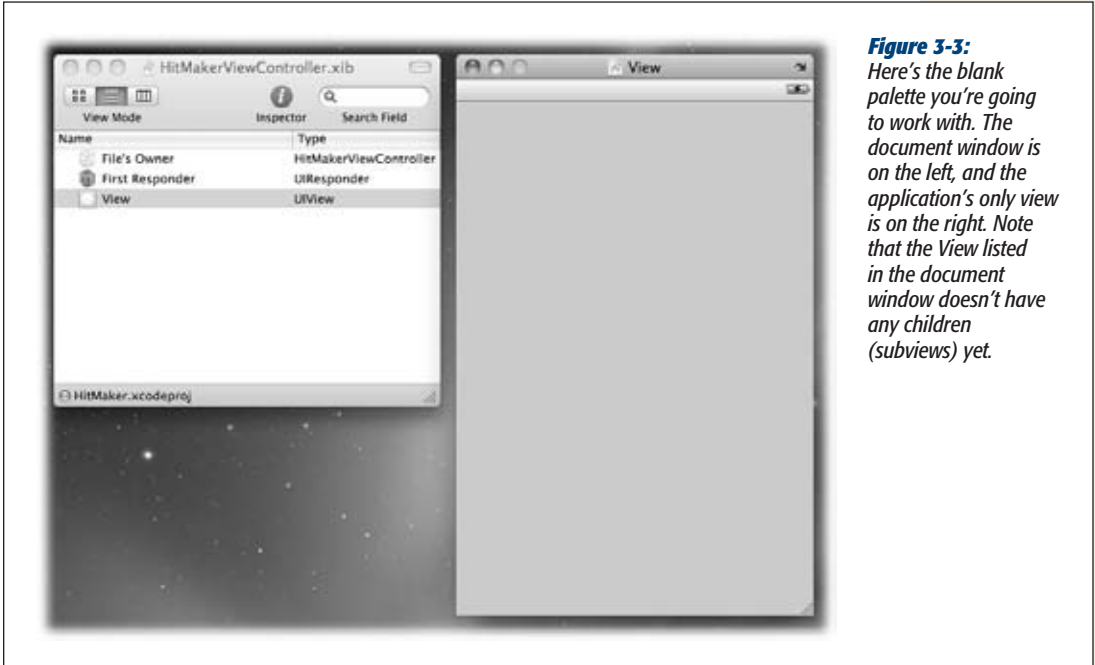 HitMakerViewController.xib
View Mode
Inspector
Search Field
Name
Type
File's Owner
HitMakerViewController
First Responder
UIResponder
View
UIView
HitMaker.xcodeproj
View
Figure 3-3:
Here's the blank
palette you're going
to work with. The
document window is
on the left, and the
application's only view
is on the right. Note
that the View listed
in the document
window doesn't have
any children
(subviews) yet.